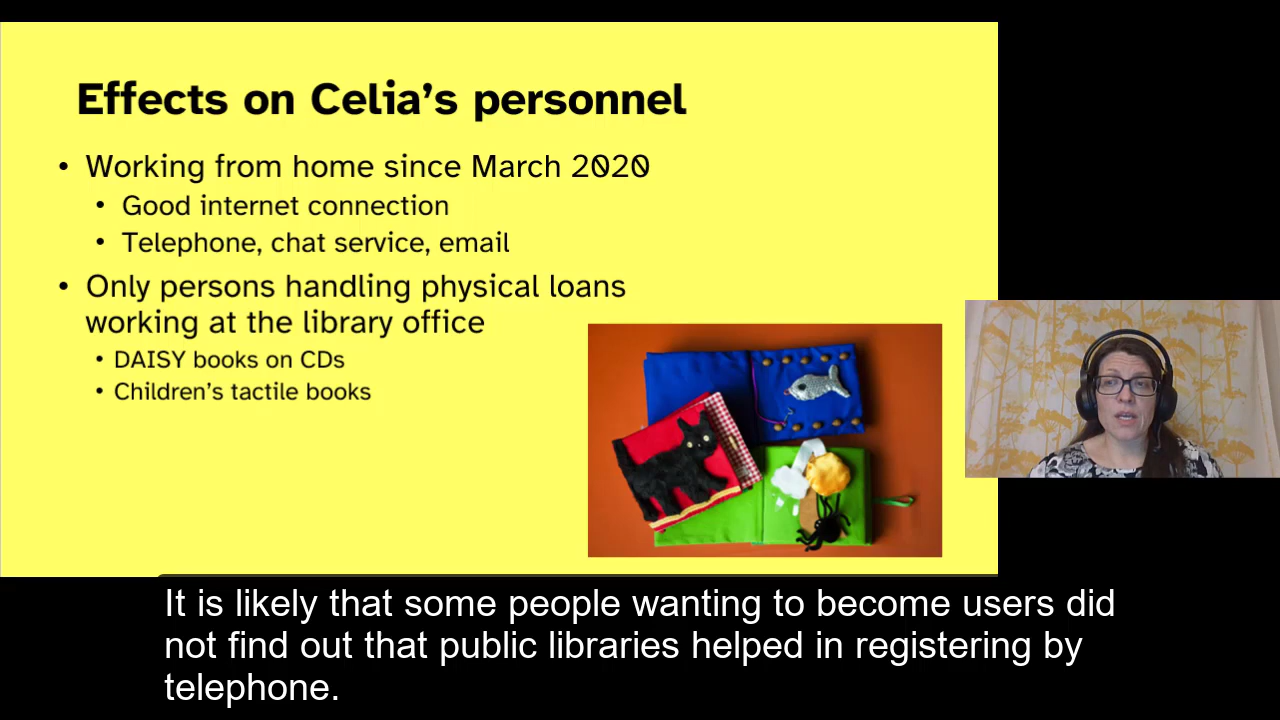 Effects on Celia’s personnel
• Working from home since March 2020
• Good internet connection
• Telephone, chat service, email
• Only persons handling physical loans
working at the library office
• DAISY books on CDs
• Children’s tactile books
It is likely that some people wanting to become users did
not find out that public libraries helped in registering by
telephone.